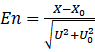 En = \frac{X - X_0}{\sqrt{U^2 + U_0^2}}